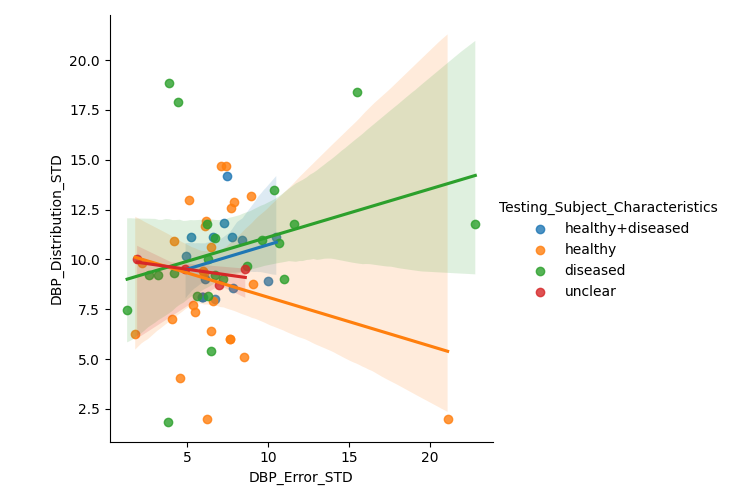 20.0
17.5
15.0
12.5
10.0
7.5
5.0
2.5
DBP_Distribution_STD
5 10 15 20
DBP_Error_STD
Testing_Subject_Characteristics
healthy+diseased
healthy
diseased
unclear